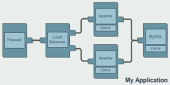 Apache
Linux
Firewall
Load
Balancer
MySQL
Linux
Apache
Linux
My Application